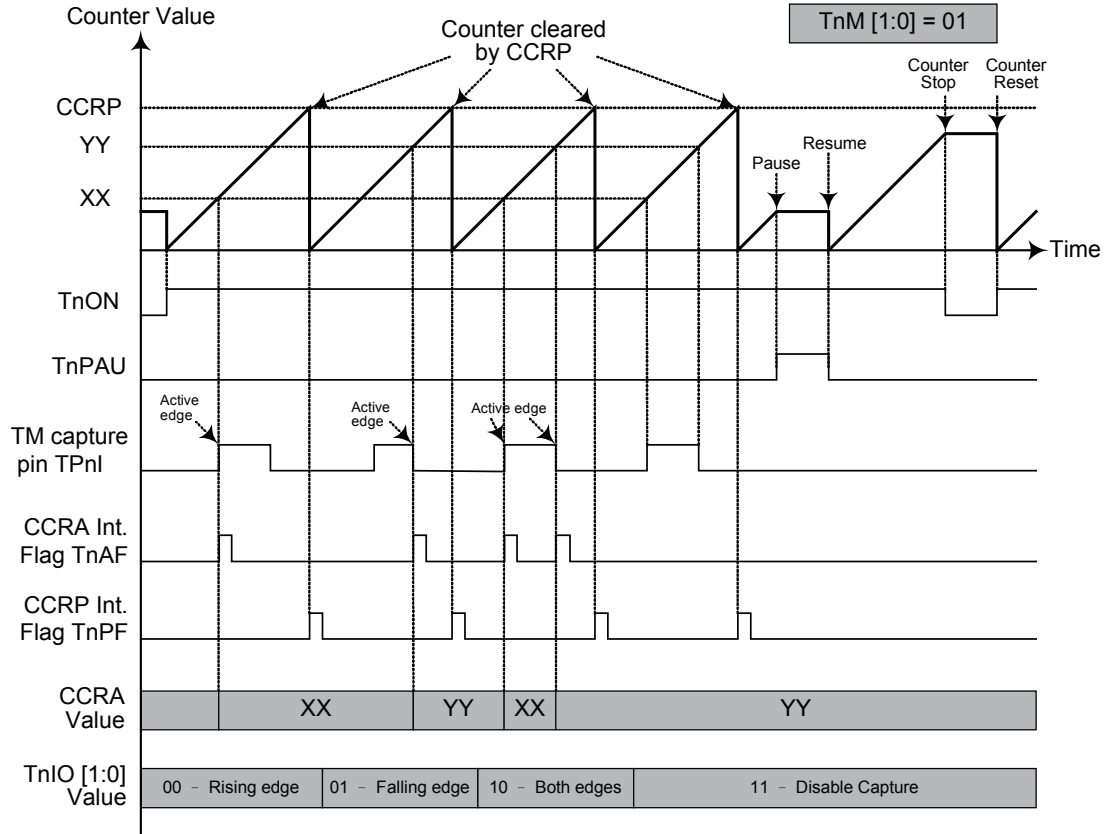 Counter Value
TnM [1:0] = 01
Counter cleared
by CCRP
Counter
Stop
Counter
Reset
CCRP
YY
XX
Pause
Resume
Time
TnON
TnPAU
Active
edge
Active
edge
Active edge
TM capture
pin TPnI
CCRA Int.
Flag TnAF
CCRP Int.
Flag TnPF
CCRA
Value
XX
YY
XX
YY
TnIO [1:0]
Value
00 - Rising edge
01 - Falling edge
10 - Both edges
11 - Disable Capture